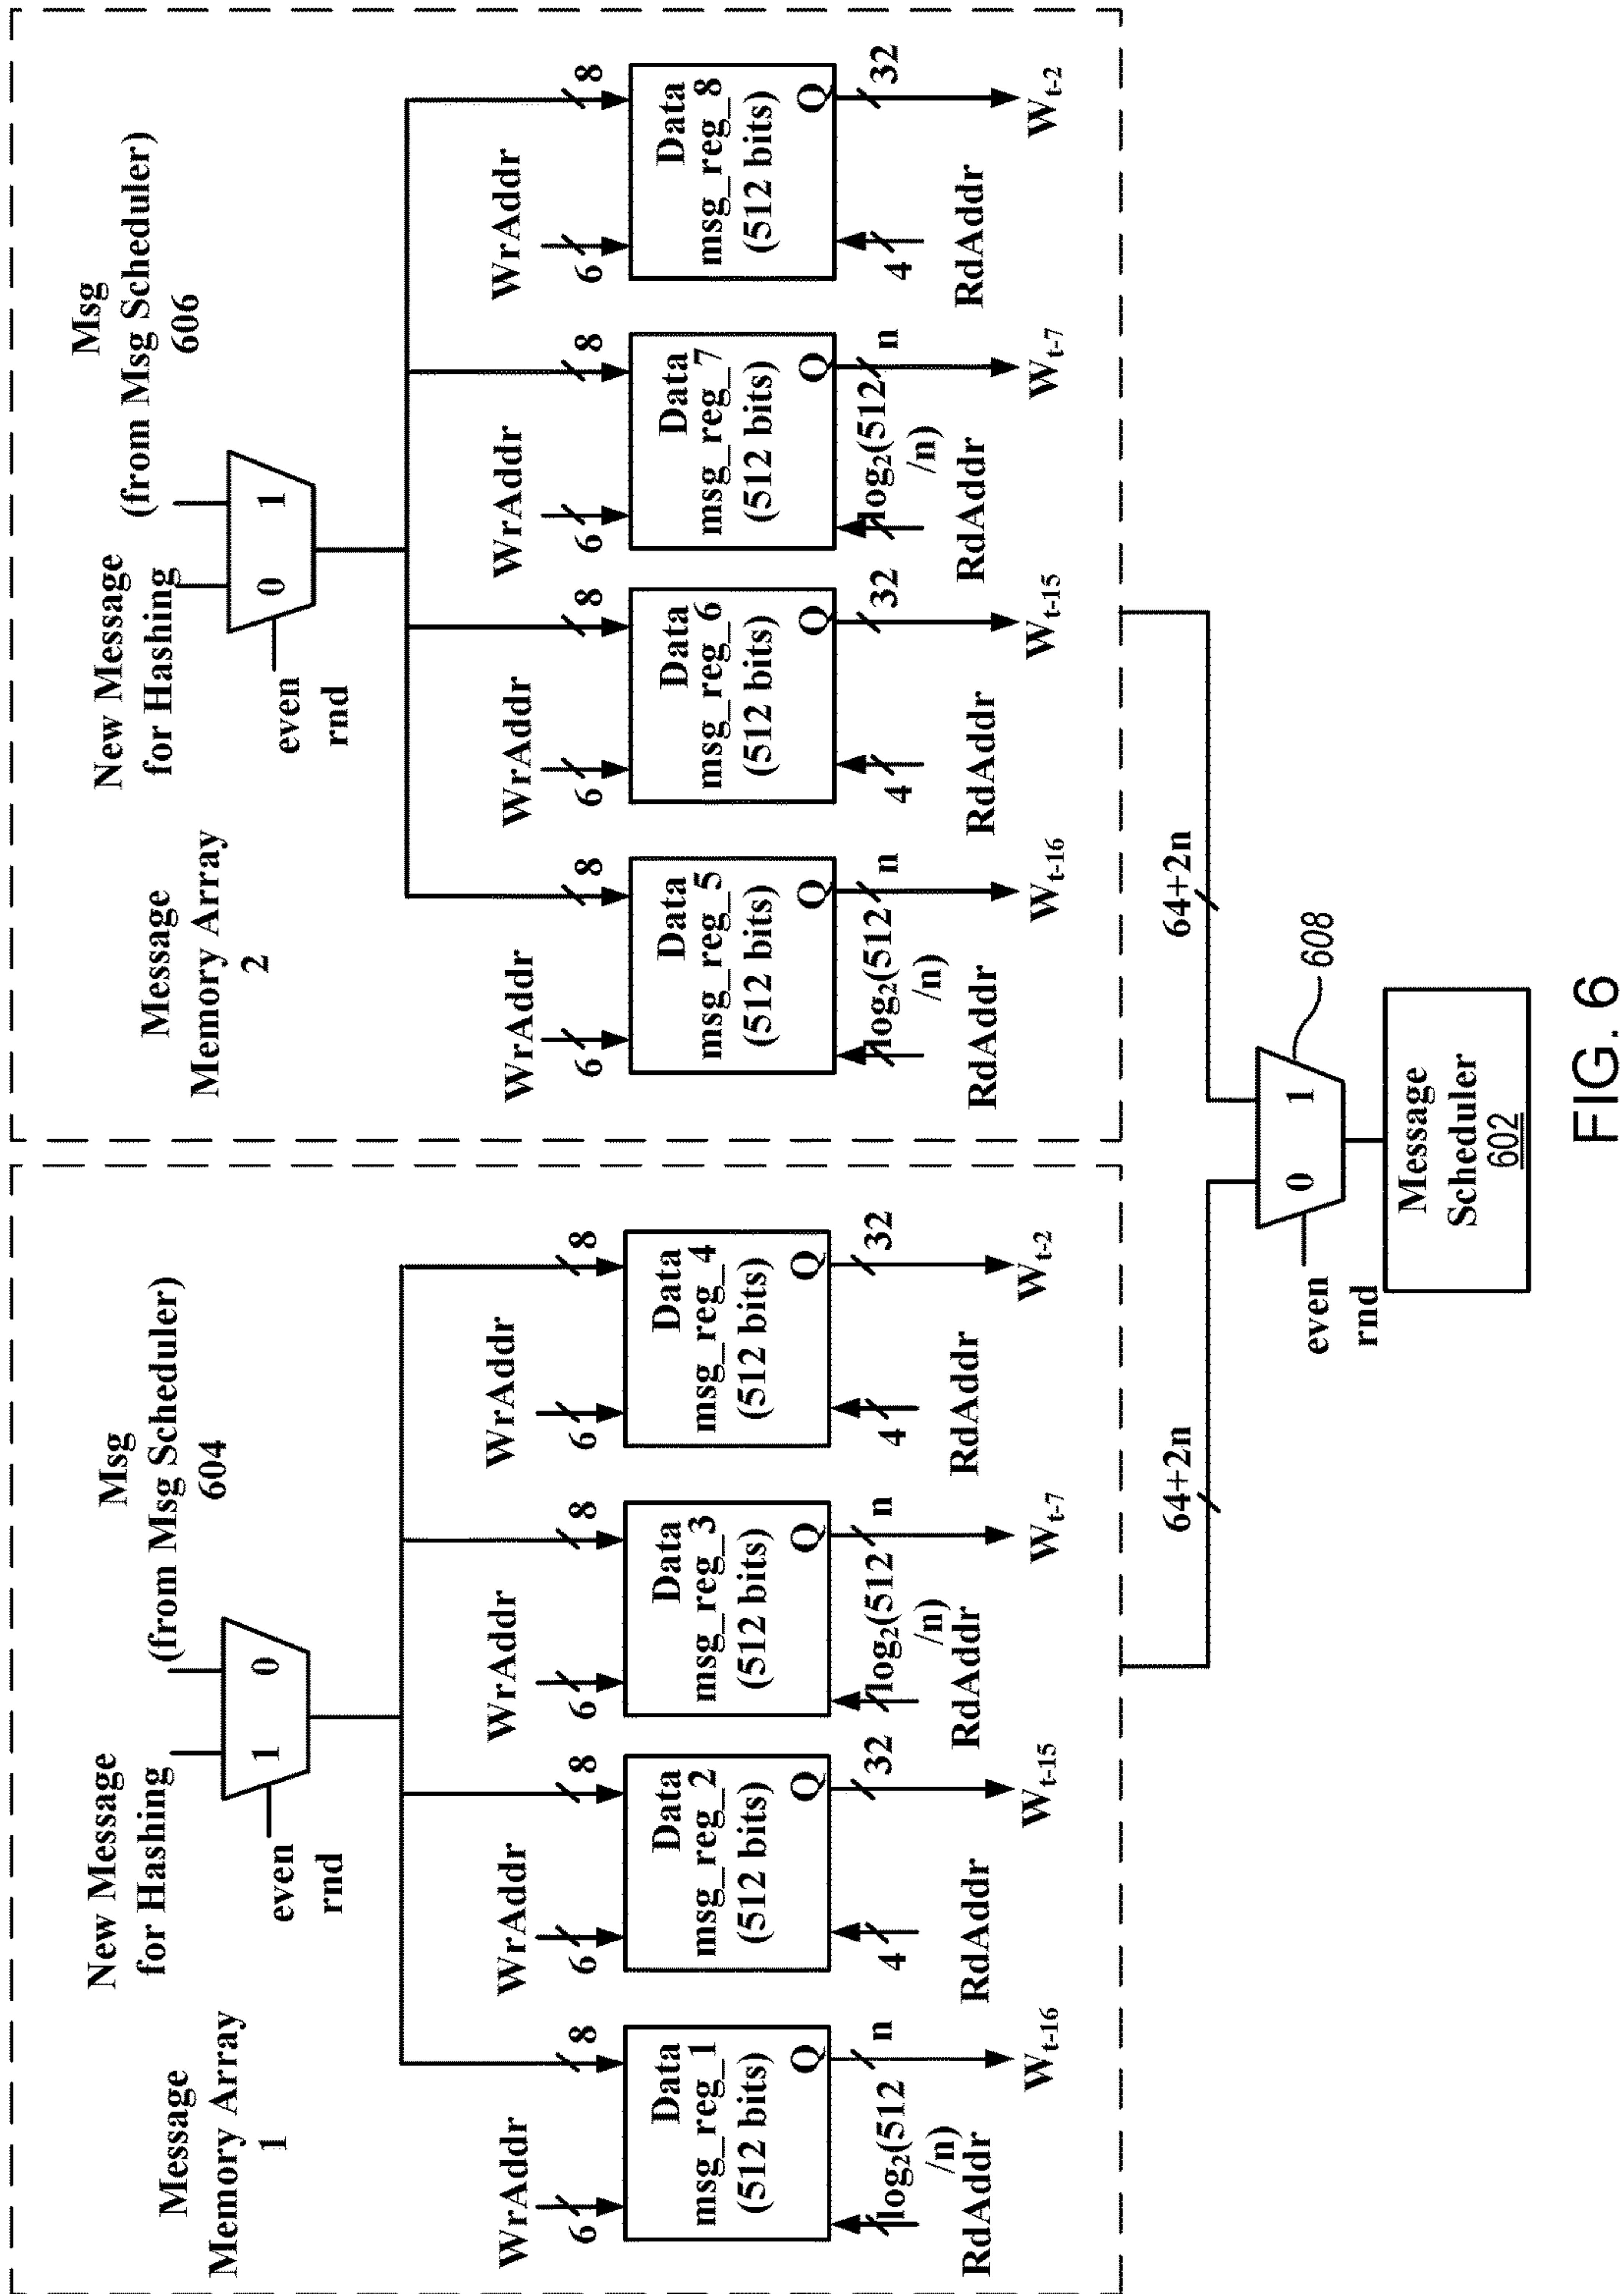 Message
Memory Array
1
New Message
for Hashing
Msg
(from Msg Scheduler)
604
1
0
even
rnd
WrAddr
6
8
Data
msg_reg_1
(512 bits)
Q
n
log₂(512
/n)
RdAddr
Wt-16
WrAddr
6
8
Data
msg_reg_2
(512 bits)
Q
32
4
RdAddr
Wt-15
WrAddr
6
8
Data
msg_reg_3
(512 bits)
Q
n
log₂(512
/n)
RdAddr
Wt-7
WrAddr
6
8
Data
msg_reg_4
(512 bits)
Q
32
4
RdAddr
Wt-2
Message
Memory Array
2
New Message
for Hashing
Msg
(from Msg Scheduler)
606
0
1
even
rnd
WrAddr
6
8
Data
msg_reg_5
(512 bits)
Q
n
log₂(512
/n)
RdAddr
Wt-16
WrAddr
6
8
Data
msg_reg_6
(512 bits)
Q
32
4
RdAddr
Wt-15
WrAddr
6
8
Data
msg_reg_7
(512 bits)
Q
n
log₂(512
/n)
RdAddr
Wt-7
WrAddr
6
8
Data
msg_reg_8
(512 bits)
Q
32
4
RdAddr
Wt-2
64+2n
64+2n
0
1
608
even
rnd
Message
Scheduler
602
FIG. 6